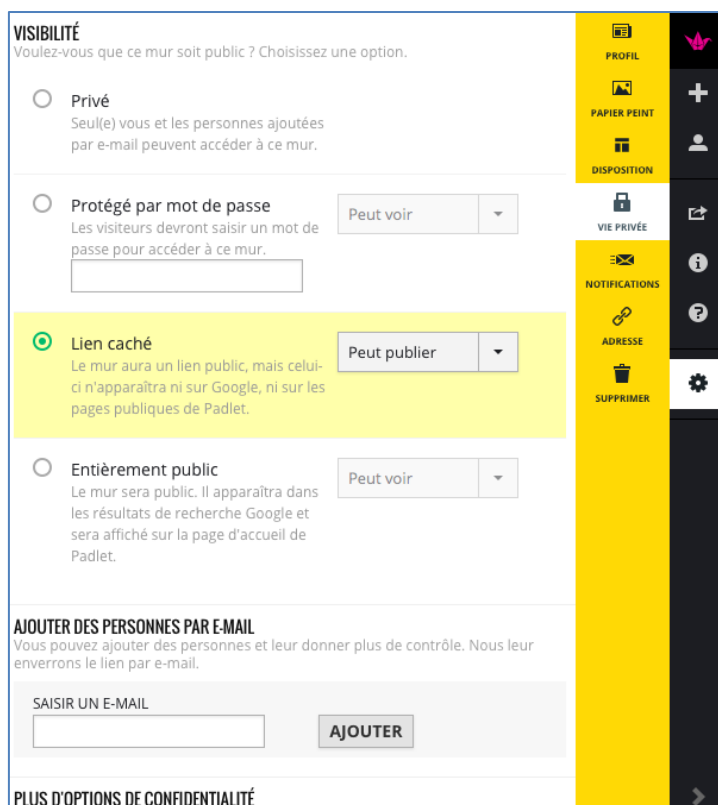 VISIBILITÉ
Voulez-vous que ce mur soit public ? Choisissez une option.
Privé
Seul(e) vous et les personnes ajoutées
par e-mail peuvent accéder à ce mur.
Protégé par mot de passe
Les visiteurs devront saisir un mot de
passe pour accéder à ce mur.
Peut voir
Lien caché
Le mur aura un lien public, mais celui-
ci n'apparaîtra ni sur Google, ni sur les
pages publiques de Padlet.
Peut publier
Entièrement public
Le mur sera public. Il apparaîtra dans
les résultats de recherche Google et
sera affiché sur la page d'accueil de
Padlet.
Peut voir
AJOUTER DES PERSONNES PAR E-MAIL
Vous pouvez ajouter des personnes et leur donner plus de contrôle. Nous leur
enverrons le lien par e-mail.
SAISIR UN E-MAIL
AJOUTER
PLUS D'OPTIONS DE CONFIDENTIALITÉ
PROFIL
PAPIER PEINT
DISPOSITION
VIE PRIVÉE
NOTIFICATIONS
ADRESSE
SUPPRIMER